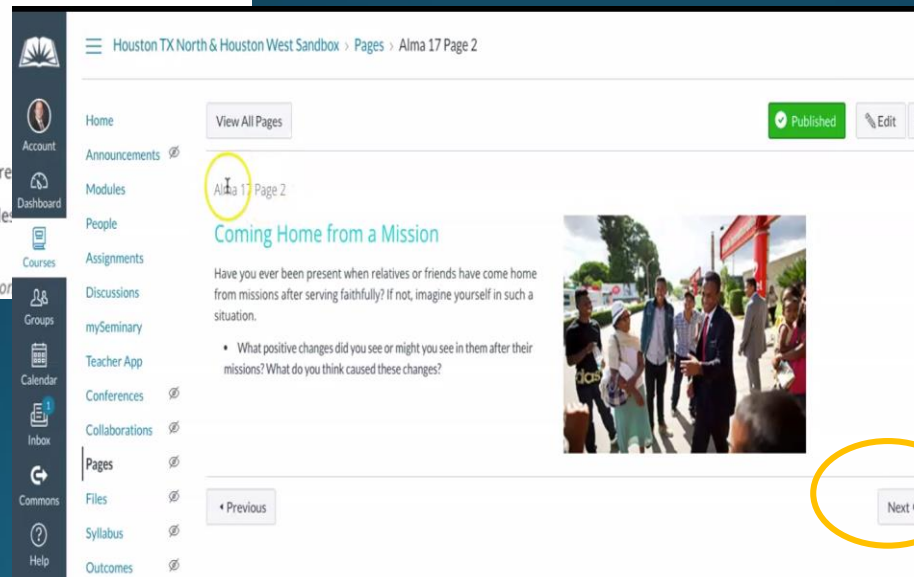 Houston TX North & Houston West Sandbox › Pages › Alma 17 Page 2
Account
Dashboard
Courses
Groups
Calendar
1
Inbox
Commons
Help
Home
Announcements
Modules
People
Assignments
Discussions
mySeminary
Teacher App
Conferences
Collaborations
Pages
Files
Syllabus
Outcomes
View All Pages
Published
Edit
Alma 17 Page 2
Coming Home from a Mission
Have you ever been present when relatives or friends have come home
from missions after serving faithfully? If not, imagine yourself in such a
situation.
• What positive changes did you see or might you see in them after their
missions? What do you think caused these changes?
Previous
Next